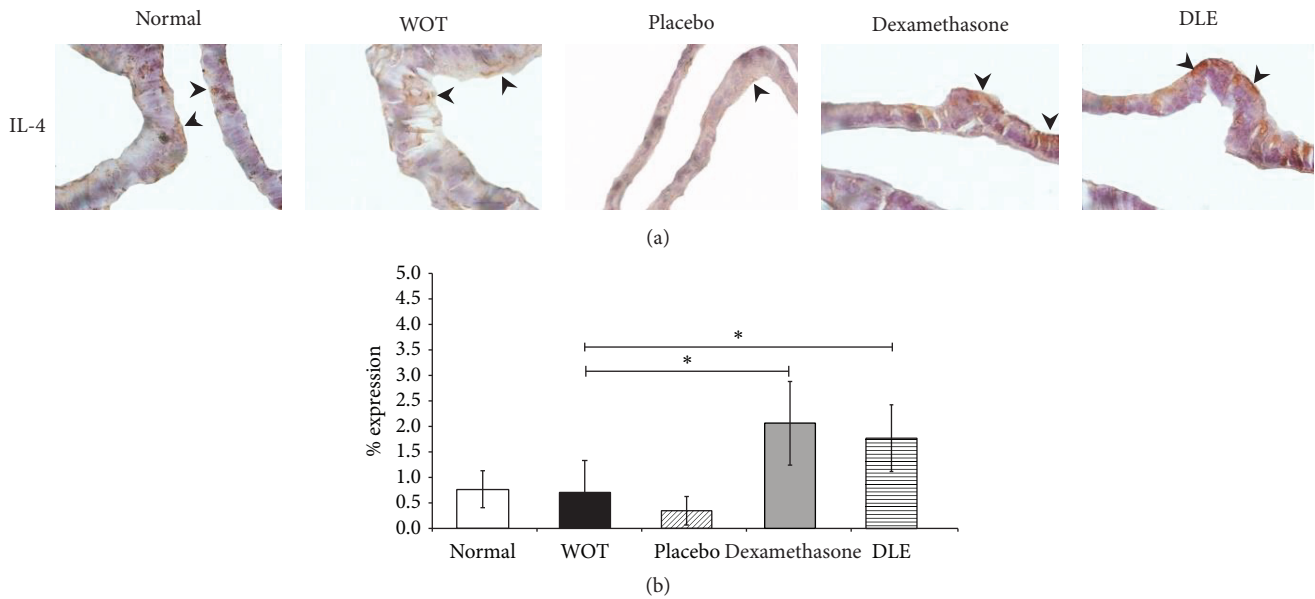 Normal
WOT
Placebo
Dexamethasone
DLE
IL-4
(a)
5.0
4.5
4.0
3.5
3.0
2.5
2.0
1.5
1.0
0.5
0.0
% expression
*
*
Normal
WOT
Placebo
Dexamethasone
DLE
(b)